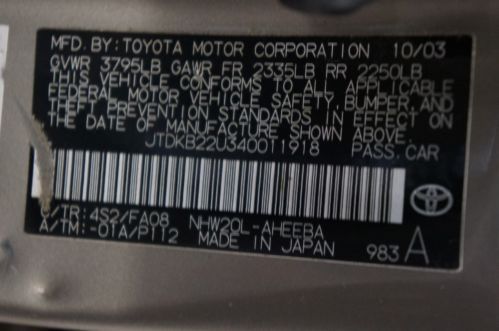 MFD. BY: TOYOTA MOTOR CORPORATION 10/03
GVWR 3795LB GAWR FR 2335LB RR 2250LB
THIS VEHICLE CONFORMS TO ALL APPLICABLE
FEDERAL MOTOR VEHICLE SAFETY, BUMPER, AND
THEFT PREVENTION STANDARDS IN EFFECT ON
THE DATE OF MANUFACTURE SHOWN ABOVE.
JTDKB22U340011918 PASS. CAR
C/TR: 4S2/FA08 NHW20L-AHEEBA
A/TM: -01A/P112 MADE IN JAPAN 983 A